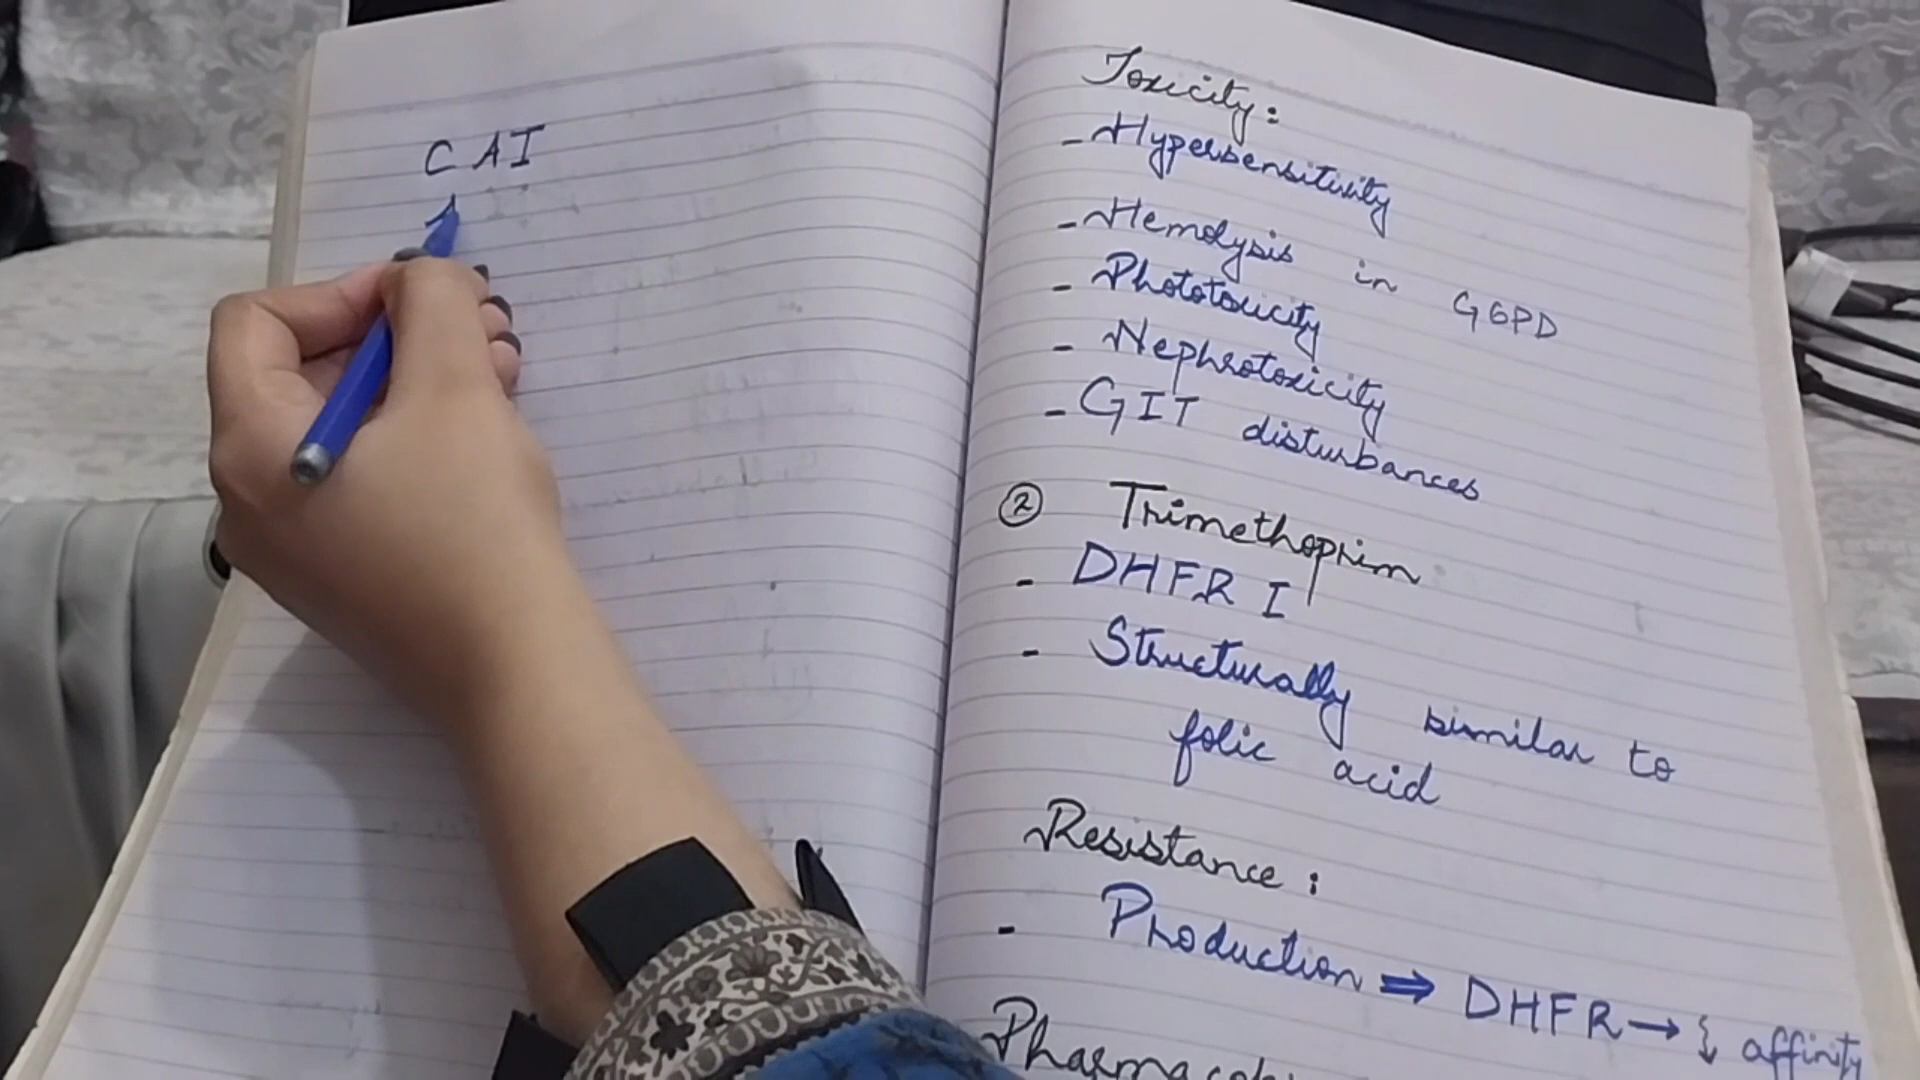 CAI
Toxicity:
- Hypersensitivity
- Hemolysis in G6PD
- Phototoxicity
- Nephrotoxicity
- GIT disturbances
② Trimethoprim
- DHFR I
- Structurally similar to
folic acid
Resistance:
- Production ⇒ DHFR → ↓ affinity